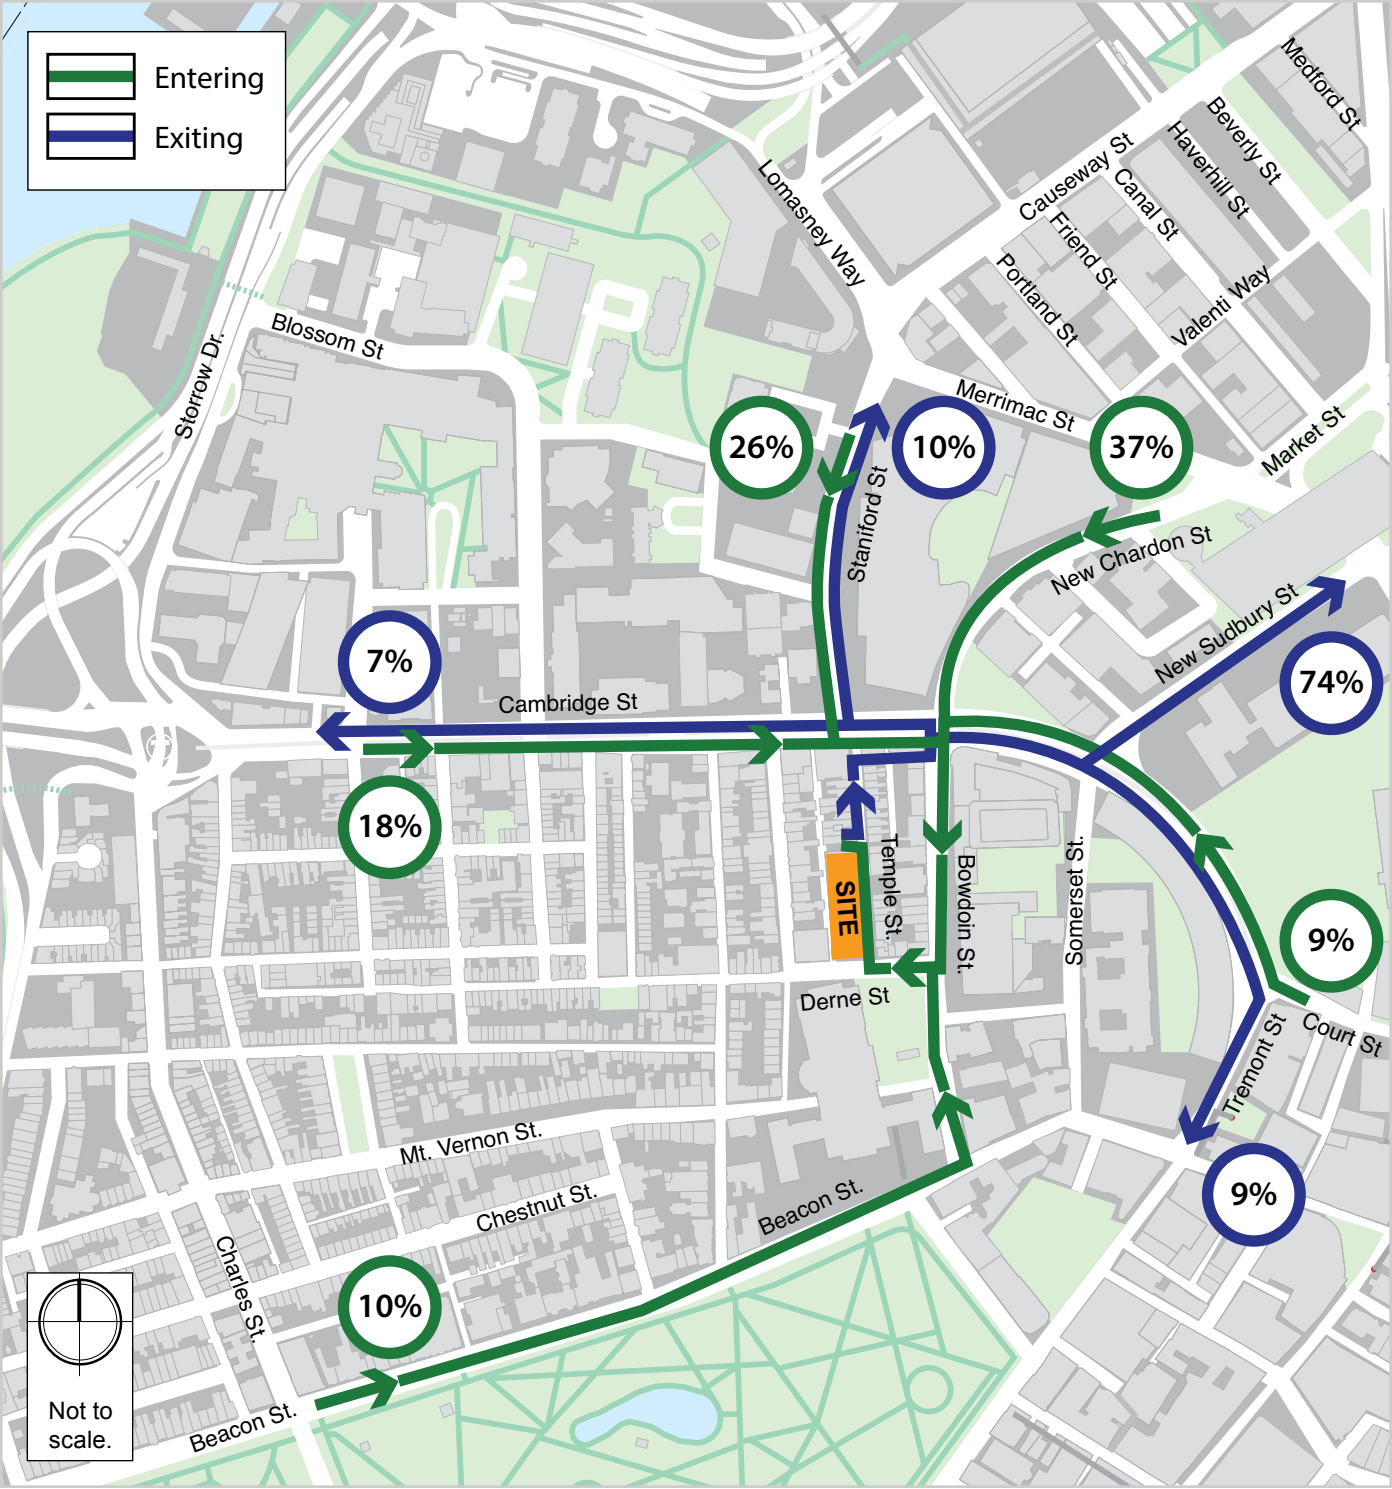 Entering
Exiting
Medford St
Beverly St
Haverhill St
Causeway St
Canal St
Lomasney Way
Friend St
Portland St
Valenti Way
Blossom St
Storrow Dr.
Merrimac St
Market St
26%
10%
37%
Staniford St
New Chardon St
New Sudbury St
7%
74%
Cambridge St
18%
SITE
Temple St.
Bowdoin St.
Somerset St.
9%
Derne St
Court St
Tremont St
Mt. Vernon St.
Chestnut St.
Beacon St.
9%
Charles St.
10%
Not to
scale.
Beacon St.